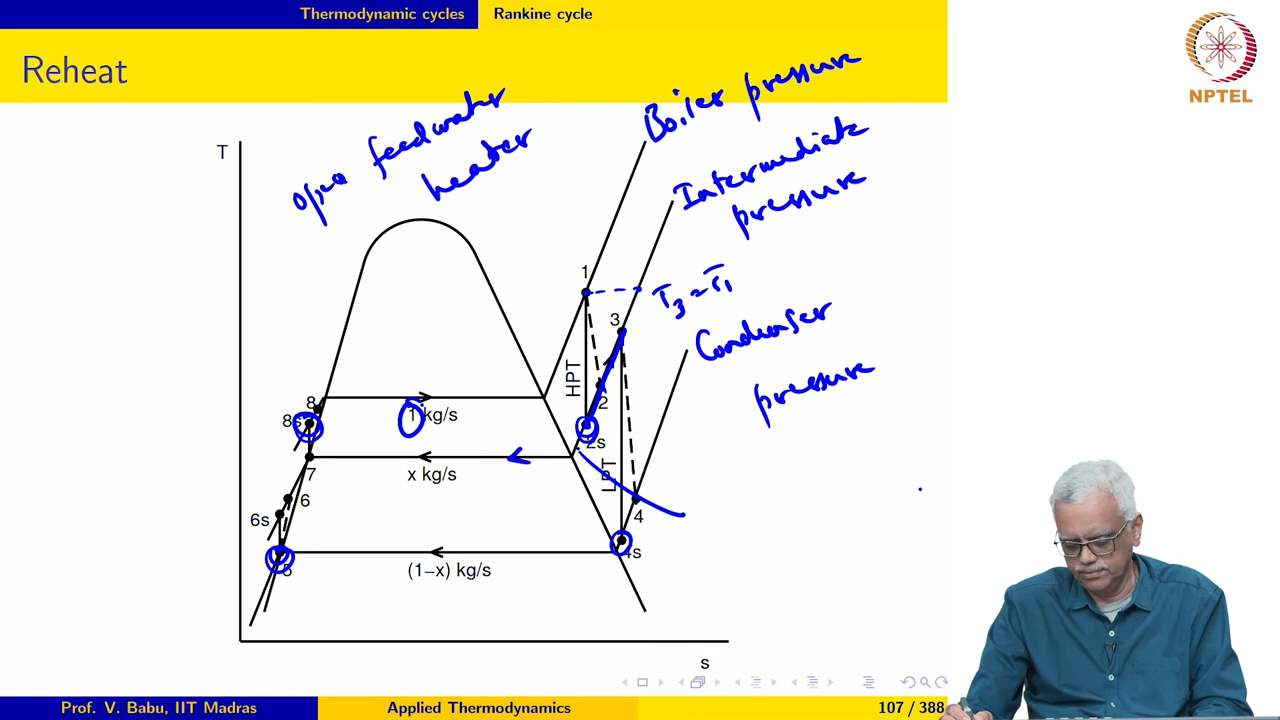 Thermodynamic cycles Rankine cycle
Reheat
NPTEL
open feedwater
heater
Boiler pressure
Intermediate
pressure
T
1
T3 = T1
3
Condenser
pressure
HPT
2
8
8s
1 kg/s
2s
7
x kg/s
LPT
6
6s
4
4s
5
(1−x) kg/s
s
Prof. V. Babu, IIT Madras Applied Thermodynamics 107 / 388